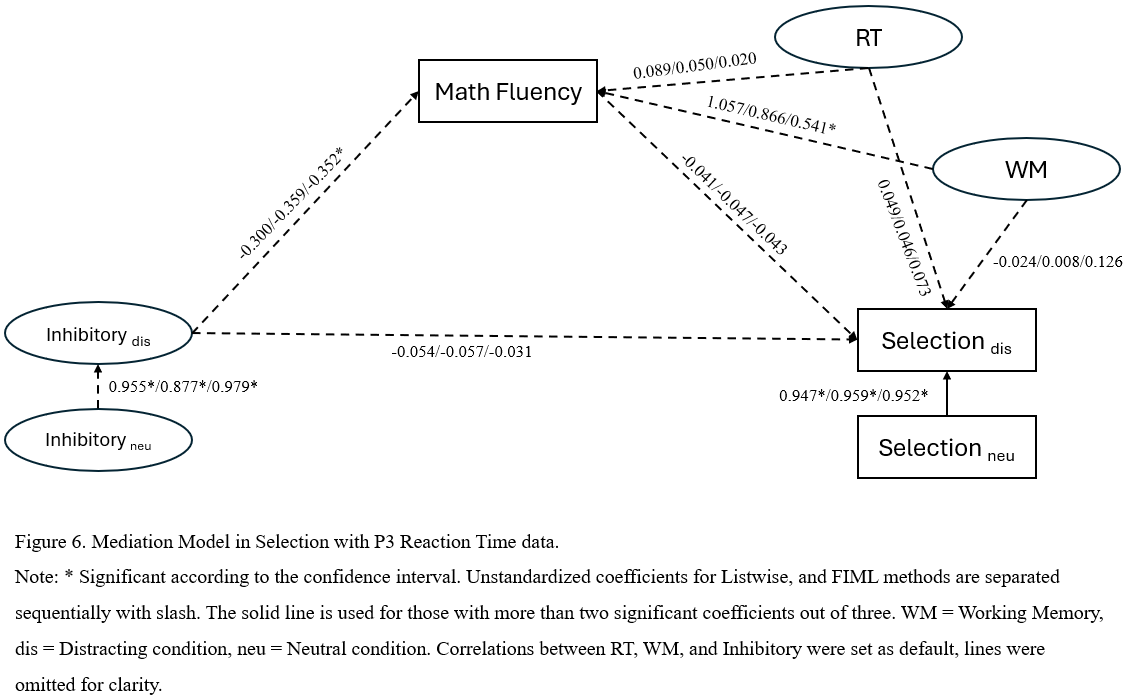 RT
0.089/0.050/0.020
Math Fluency
1.057/0.866/0.541*
WM
-0.300/-0.359/-0.352*
-0.041/-0.047/-0.043
0.049/0.046/0.073
-0.024/0.008/0.126
Inhibitory dis
Selection dis
-0.054/-0.057/-0.031
0.955*/0.877*/0.979*
0.947*/0.959*/0.952*
Inhibitory neu
Selection neu
Figure 6. Mediation Model in Selection with P3 Reaction Time data.
Note: * Significant according to the confidence interval. Unstandardized coefficients for Listwise, and FIML methods are separated
sequentially with slash. The solid line is used for those with more than two significant coefficients out of three. WM = Working Memory,
dis = Distracting condition, neu = Neutral condition. Correlations between RT, WM, and Inhibitory were set as default, lines were
omitted for clarity.